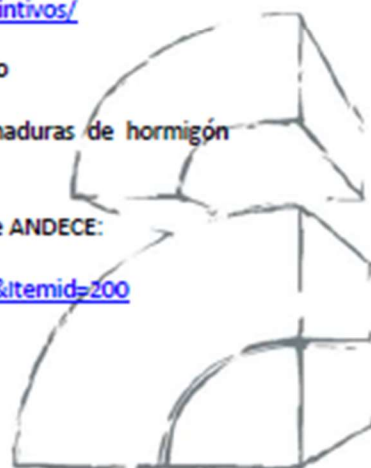 intivos/
o
naduras de hormigón
e ANDECE:
&Itemid=200